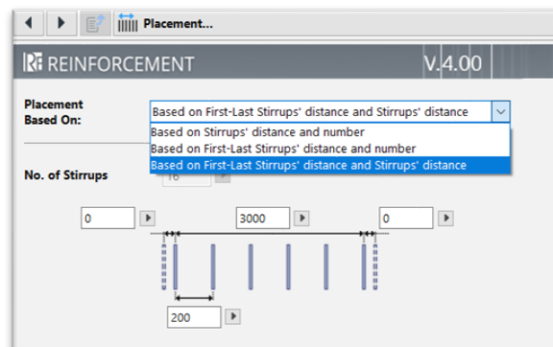 Placement...
REINFORCEMENT V.4.00
Placement
Based On:
Based on First-Last Stirrups' distance and Stirrups' distance
Based on Stirrups' distance and number
Based on First-Last Stirrups' distance and number
Based on First-Last Stirrups' distance and Stirrups' distance
No. of Stirrups 16
0 3000 0
200